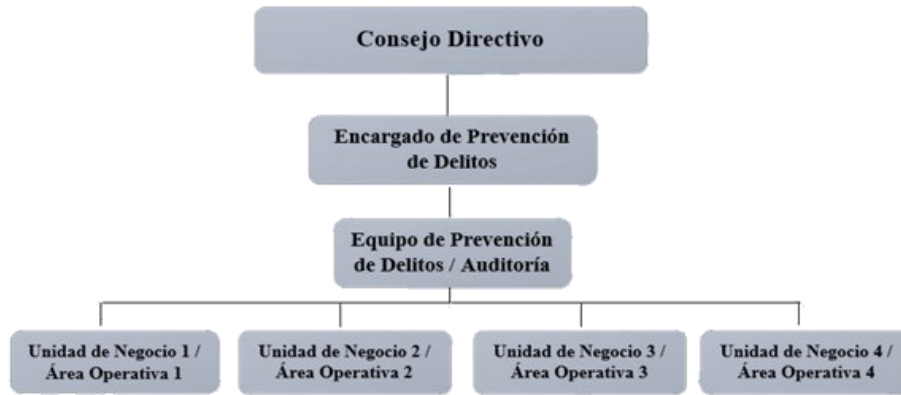 Consejo Directivo
Encargado de Prevención
de Delitos
Equipo de Prevención
de Delitos / Auditoría
Unidad de Negocio 1 /
Área Operativa 1
Unidad de Negocio 2 /
Área Operativa 2
Unidad de Negocio 3 /
Área Operativa 3
Unidad de Negocio 4 /
Área Operativa 4